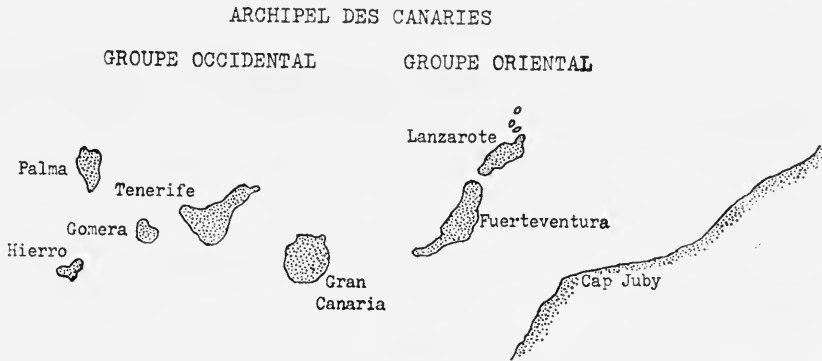 ARCHIPEL DES CANARIES
GROUPE OCCIDENTAL
GROUPE ORIENTAL
Lanzarote
Palma
Tenerife
Gomera
Fuerteventura
Hierro
Gran
Canaria
Cap Juby